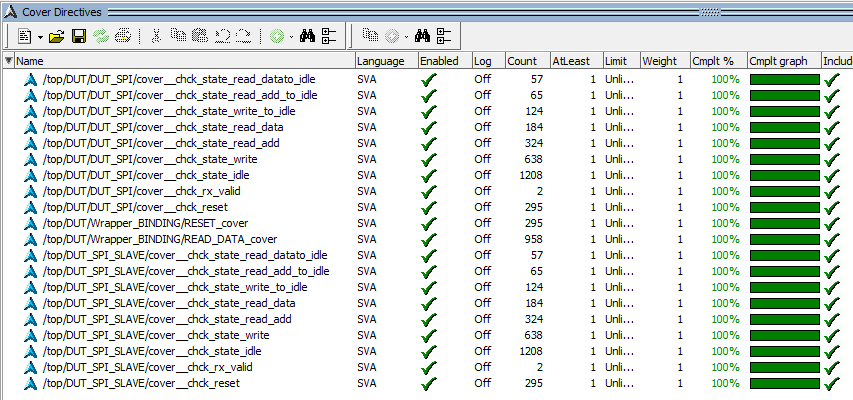 Cover Directives
Name Language Enabled Log Count AtLeast Limit Weight Cmplt % Cmplt graph Includ
/top/DUT/DUT_SPI/cover__chck_state_read_datato_idle SVA Off 57 1 Unli... 1 100%
/top/DUT/DUT_SPI/cover__chck_state_read_add_to_idle SVA Off 65 1 Unli... 1 100%
/top/DUT/DUT_SPI/cover__chck_state_write_to_idle SVA Off 124 1 Unli... 1 100%
/top/DUT/DUT_SPI/cover__chck_state_read_data SVA Off 184 1 Unli... 1 100%
/top/DUT/DUT_SPI/cover__chck_state_read_add SVA Off 324 1 Unli... 1 100%
/top/DUT/DUT_SPI/cover__chck_state_write SVA Off 638 1 Unli... 1 100%
/top/DUT/DUT_SPI/cover__chck_state_idle SVA Off 1208 1 Unli... 1 100%
/top/DUT/DUT_SPI/cover__chck_rx_valid SVA Off 2 1 Unli... 1 100%
/top/DUT/DUT_SPI/cover__chck_reset SVA Off 295 1 Unli... 1 100%
/top/DUT/Wrapper_BINDING/RESET_cover SVA Off 295 1 Unli... 1 100%
/top/DUT/Wrapper_BINDING/READ_DATA_cover SVA Off 958 1 Unli... 1 100%
/top/DUT_SPI_SLAVE/cover__chck_state_read_datato_idle SVA Off 57 1 Unli... 1 100%
/top/DUT_SPI_SLAVE/cover__chck_state_read_add_to_idle SVA Off 65 1 Unli... 1 100%
/top/DUT_SPI_SLAVE/cover__chck_state_write_to_idle SVA Off 124 1 Unli... 1 100%
/top/DUT_SPI_SLAVE/cover__chck_state_read_data SVA Off 184 1 Unli... 1 100%
/top/DUT_SPI_SLAVE/cover__chck_state_read_add SVA Off 324 1 Unli... 1 100%
/top/DUT_SPI_SLAVE/cover__chck_state_write SVA Off 638 1 Unli... 1 100%
/top/DUT_SPI_SLAVE/cover__chck_state_idle SVA Off 1208 1 Unli... 1 100%
/top/DUT_SPI_SLAVE/cover__chck_rx_valid SVA Off 2 1 Unli... 1 100%
/top/DUT_SPI_SLAVE/cover__chck_reset SVA Off 295 1 Unli... 1 100%